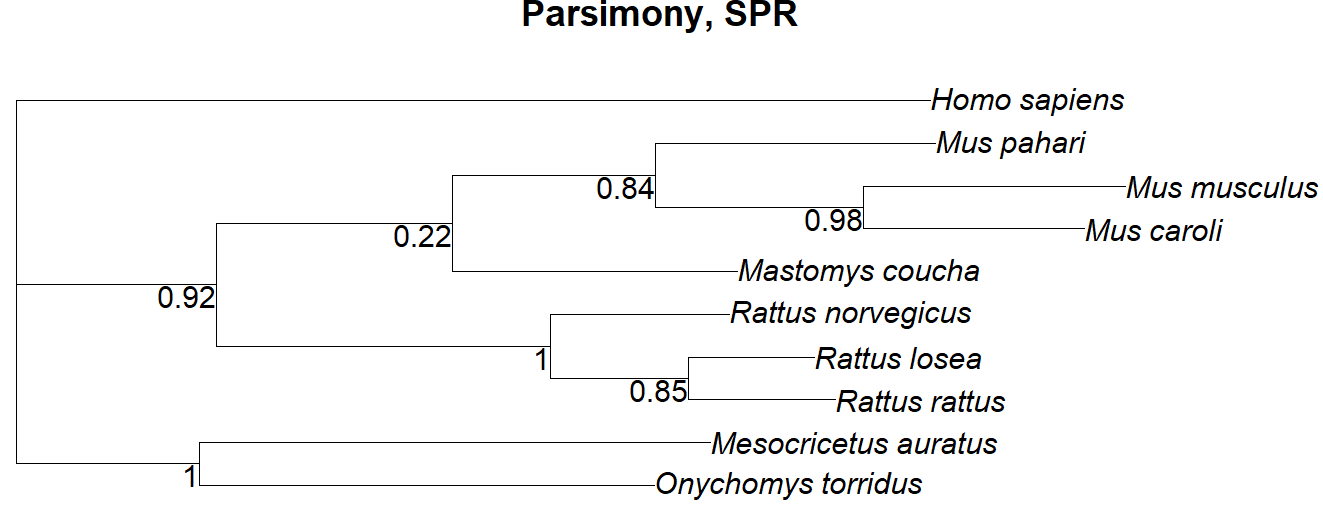 Parsimony, SPR
Homo sapiens
Mus pahari
0.84
Mus musculus
0.98
Mus caroli
0.22
Mastomys coucha
0.92
Rattus norvegicus
1
Rattus losea
0.85
Rattus rattus
Mesocricetus auratus
1
Onychomys torridus